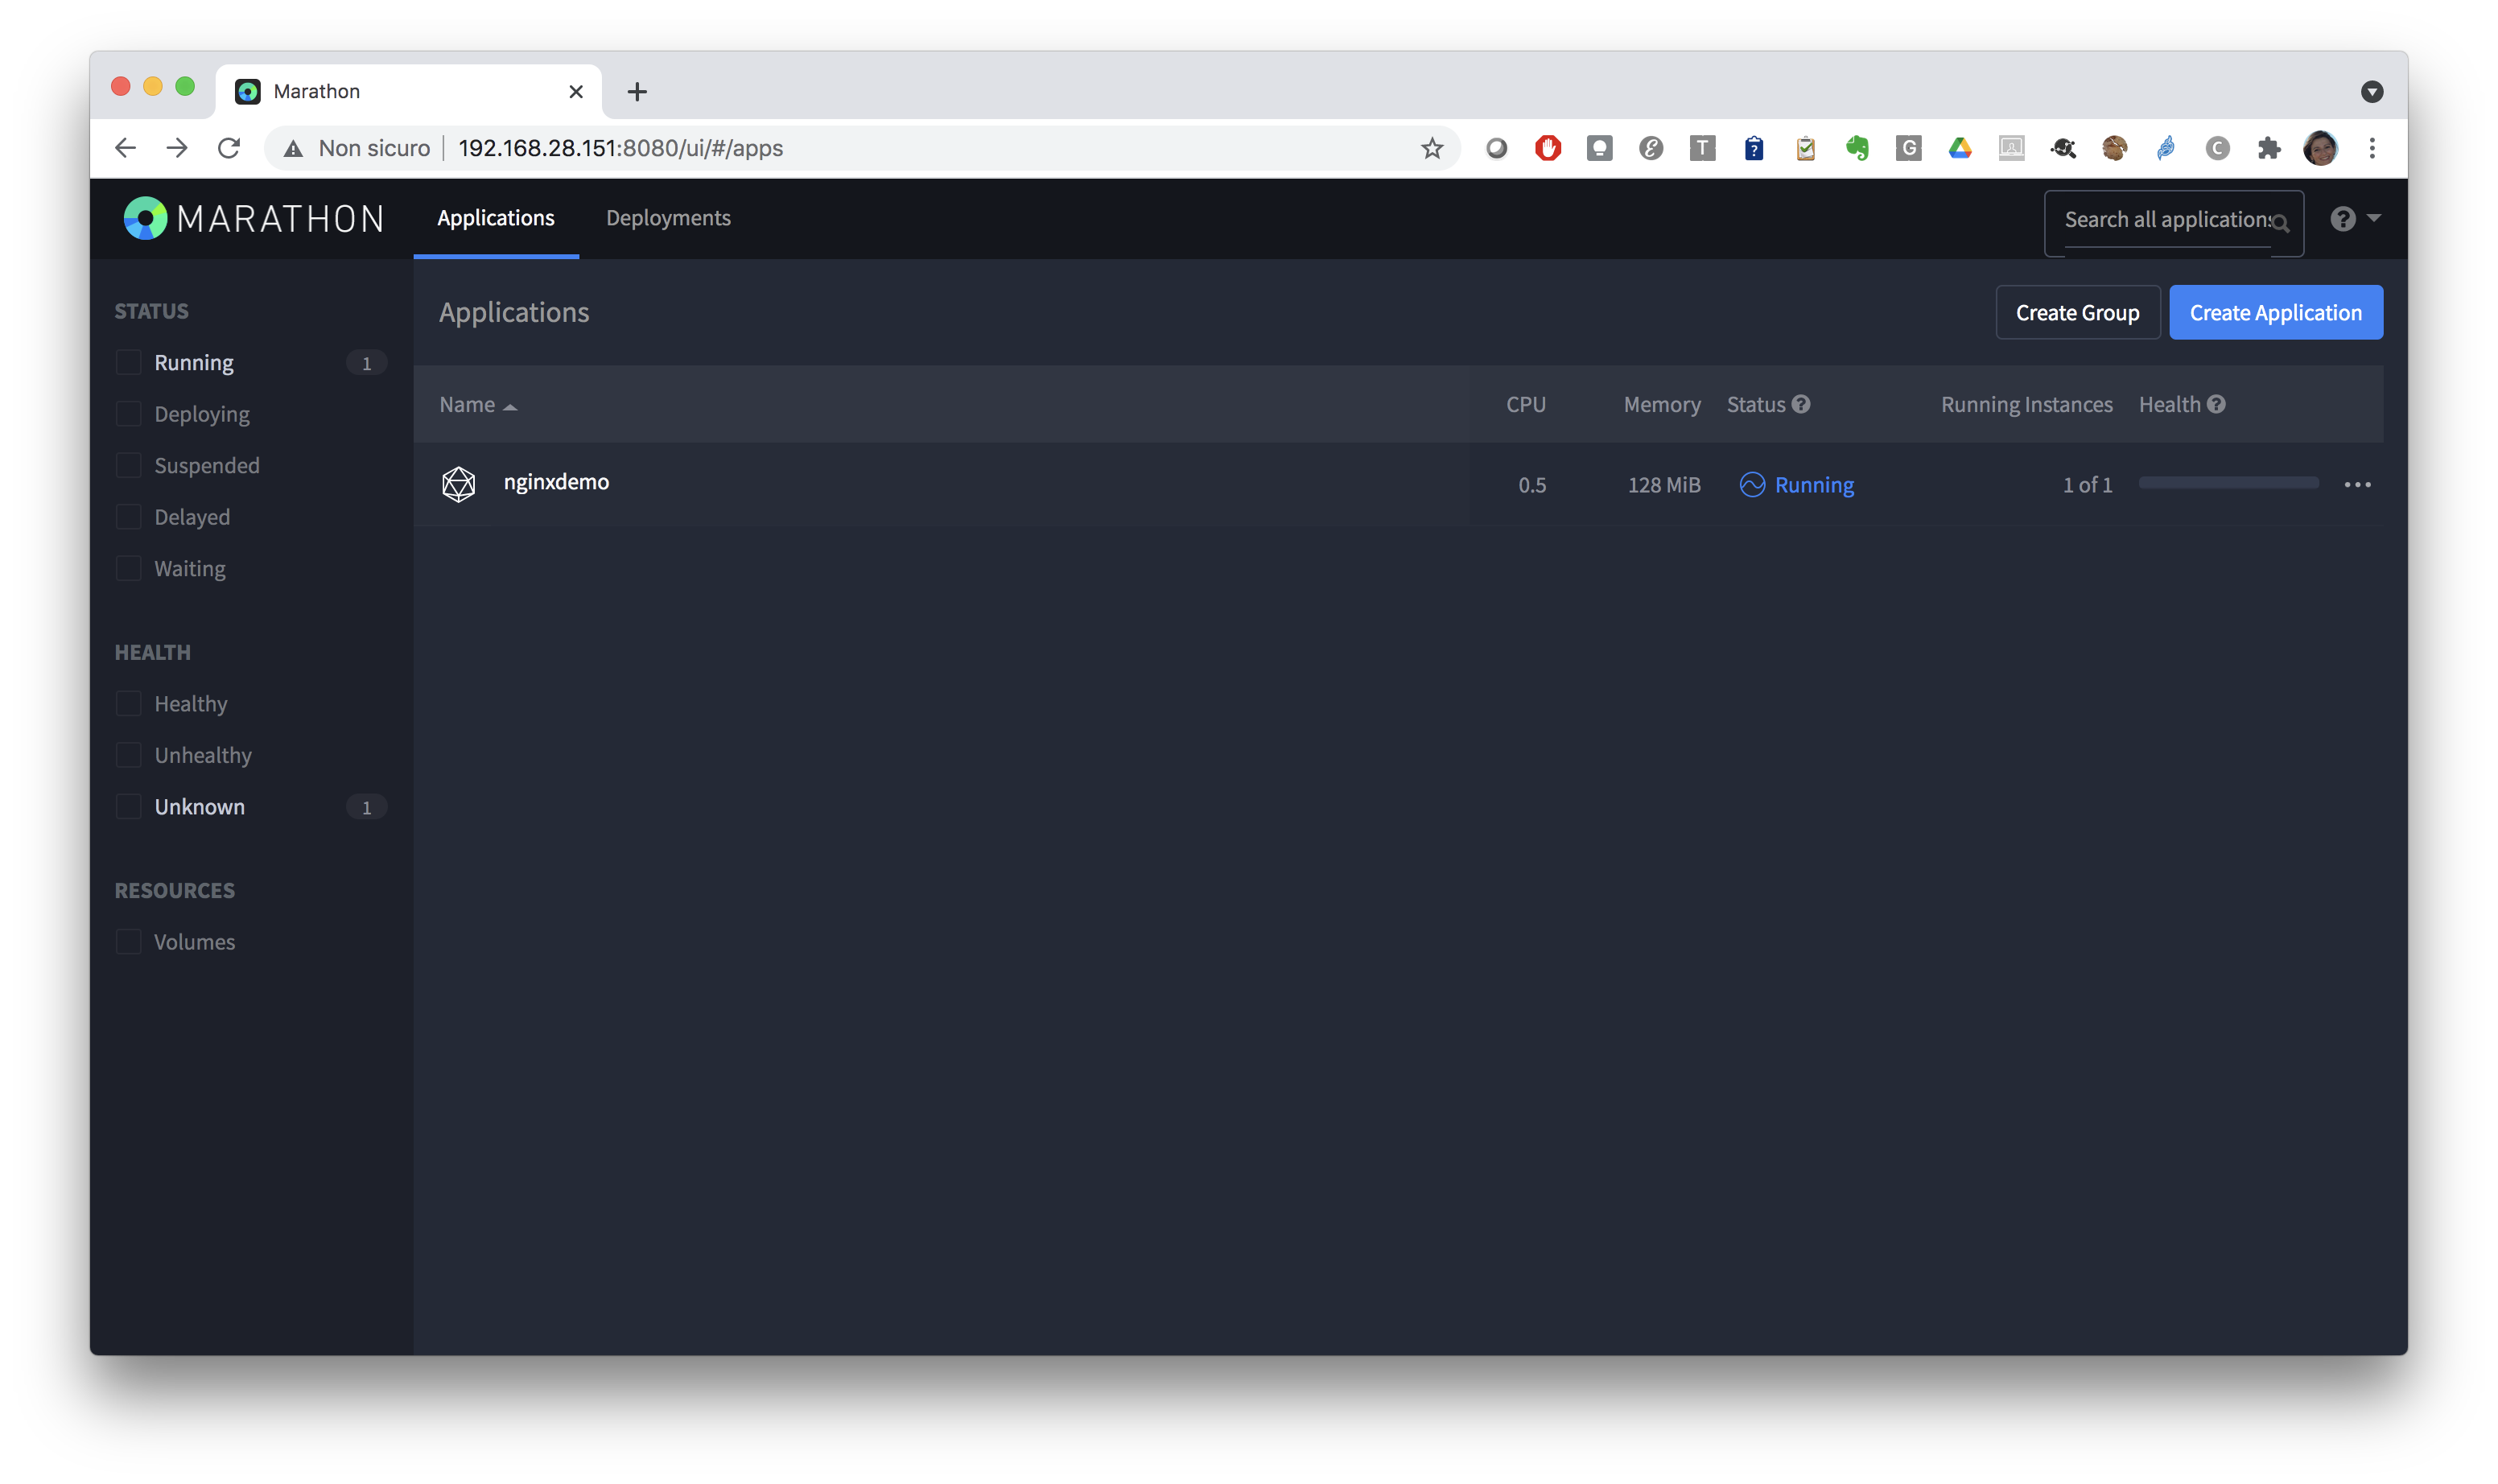 Marathon
Non sicuro
192.168.28.151:8080/ui/#/apps
MARATHON
Applications
Deployments
Search all applications
STATUS
Running 1
Deploying
Suspended
Delayed
Waiting
HEALTH
Healthy
Unhealthy
Unknown 1
RESOURCES
Volumes
Applications
Create Group
Create Application
Name CPU Memory Status Running Instances Health
nginxdemo 0.5 128 MiB Running 1 of 1